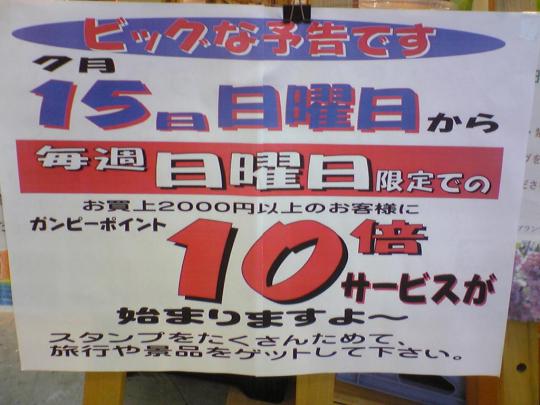 ビッグな予告です
7月
15日日曜日から
毎週日曜日限定での
お買上2000円以上のお客様に
ガンピーポイント
10倍
サービスが
始まりますよ〜
スタンプをたくさんためて、
旅行や景品をゲットして下さい。